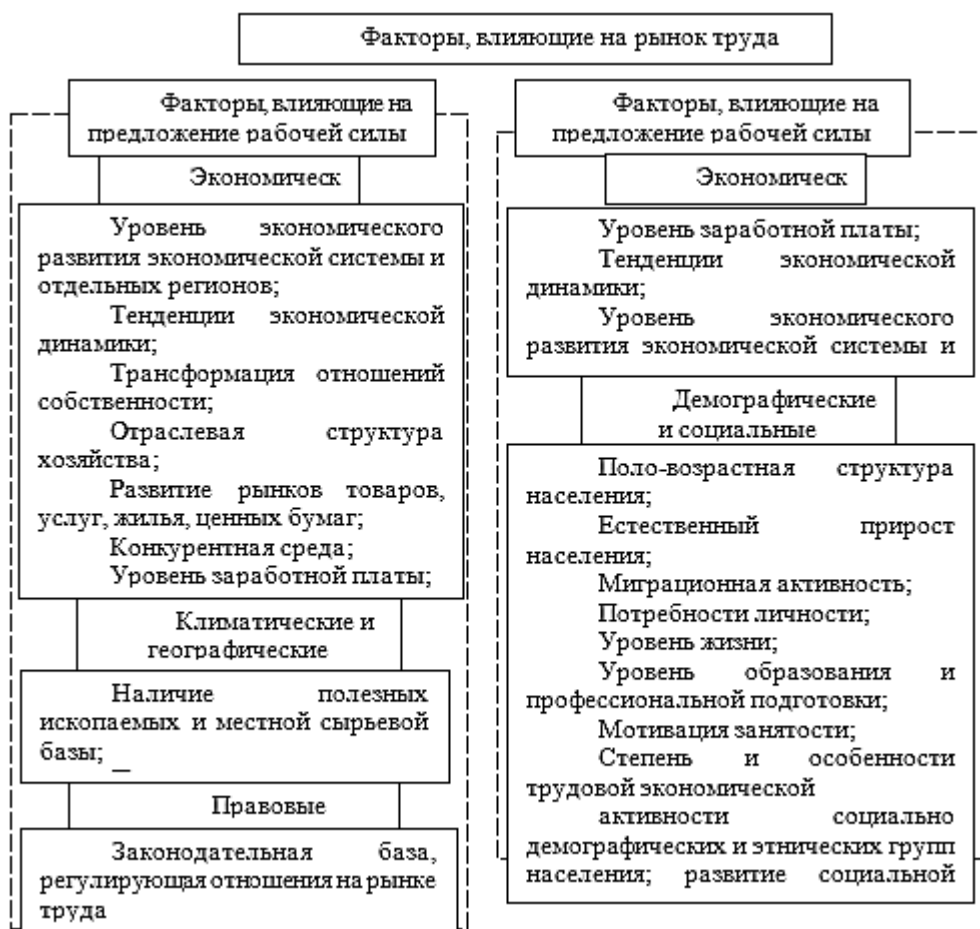 Факторы, влияющие на рынок труда
Факторы, влияющие на
предложение рабочей силы
Экономическ
Уровень экономического
развития экономической системы и
отдельных регионов;
Тенденции экономической
динамики;
Трансформация отношений
собственности;
Отраслевая структура
хозяйства;
Развитие рынков товаров,
услуг, жилья, ценных бумаг;
Конкурентная среда;
Уровень заработной платы;
Климатические и
географические
Наличие полезных
ископаемых и местной сырьевой
базы;
Правовые
Законодательная база,
регулирующая отношения на рынке
труда
Факторы, влияющие на
предложение рабочей силы
Экономическ
Уровень заработной платы;
Тенденции экономической
динамики;
Уровень экономического
развития экономической системы и
Демографические
и социальные
Поло-возрастная структура
населения;
Естественный прирост
населения;
Миграционная активность;
Потребности личности;
Уровень жизни;
Уровень образования и
профессиональной подготовки;
Мотивация занятости;
Степень и особенности
трудовой экономической
активности социально
демографических и этнических групп
населения; развитие социальной